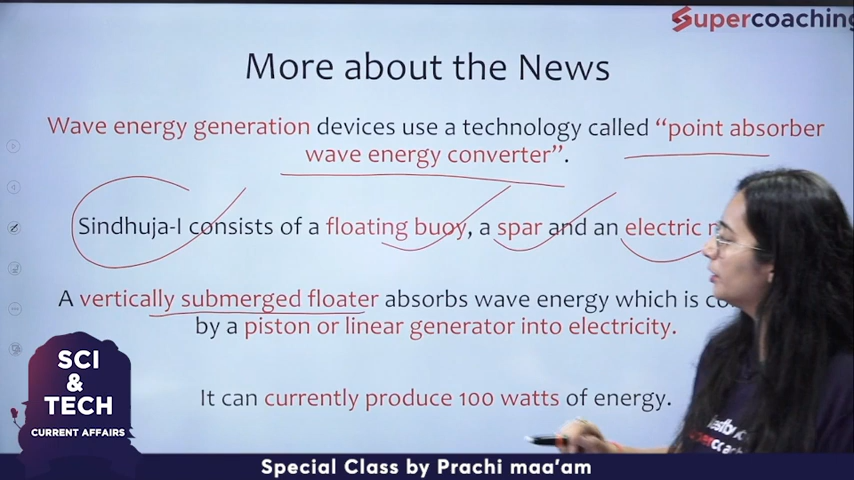 Supercoaching
More about the News
Wave energy generation devices use a technology called “point absorber
wave energy converter”.
Sindhuja-I consists of a floating buoy, a spar and an electric
A vertically submerged floater absorbs wave energy which is
by a piston or linear generator into electricity.
It can currently produce 100 watts of energy.
SCI
&
TECH
CURRENT AFFAIRS
Special Class by Prachi maa'am